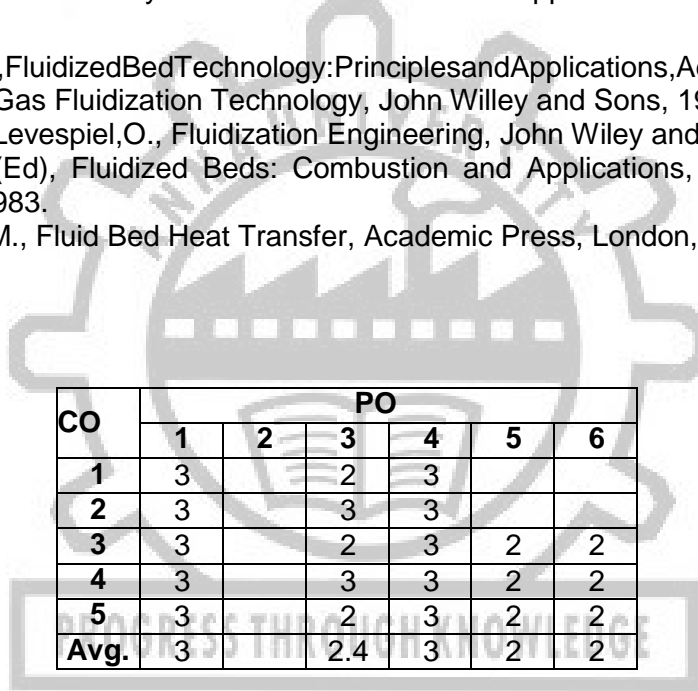 ,FluidizedBedTechnology:PrinciplesandApplications,A
Gas Fluidization Technology, John Willey and Sons, 19
Levespiel,O., Fluidization Engineering, John Wiley and
(Ed), Fluidized Beds: Combustion and Applications,
983.
M., Fluid Bed Heat Transfer, Academic Press, London,
CO PO
1 2 3 4 5 6
1 3 2 3
2 3 3 3
3 3 2 3 2 2
4 3 3 3 2 2
5 3 2 3 2 2
Avg. 3 2.4 3 2 2
PROGRESS THROUGH KNOWLEDGE